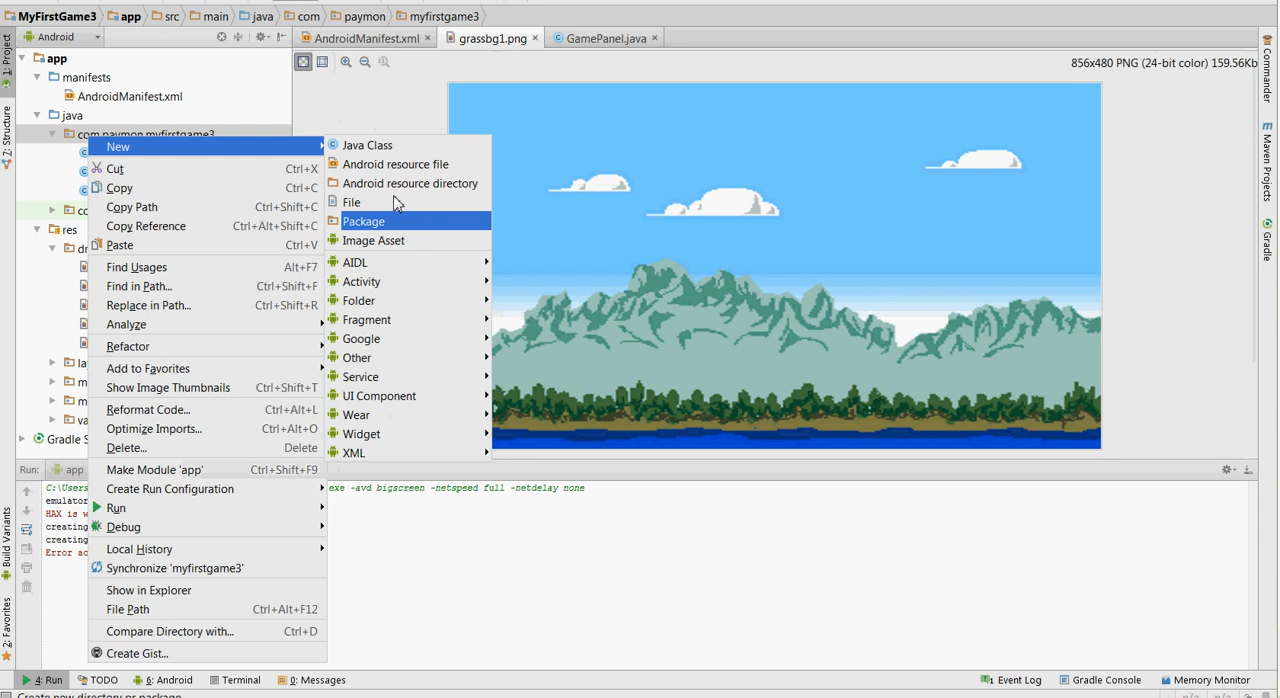 MyFirstGame3 app src main java com paymon myfirstgame3
Android
AndroidManifest.xml grassbg1.png GamePanel.java
856x480 PNG (24-bit color) 159.56Kb
1: Project
Z: Structure
Build Variants
2: Favorites
Commander
Maven Projects
Gradle
app
manifests
AndroidManifest.xml
java
com.paymon.myfirstgame3
res
Gradle S
New
Cut Ctrl+X
Copy Ctrl+C
Copy Path Ctrl+Shift+C
Copy Reference Ctrl+Alt+Shift+C
Paste Ctrl+V
Find Usages Alt+F7
Find in Path... Ctrl+Shift+F
Replace in Path... Ctrl+Shift+R
Analyze
Refactor
Add to Favorites
Show Image Thumbnails Ctrl+Shift+T
Reformat Code... Ctrl+Alt+L
Optimize Imports... Ctrl+Alt+O
Delete... Delete
Make Module 'app' Ctrl+Shift+F9
Create Run Configuration
Run
Debug
Local History
Synchronize 'myfirstgame3'
Show in Explorer
File Path Ctrl+Alt+F12
Compare Directory with... Ctrl+D
Create Gist...
Java Class
Android resource file
Android resource directory
File
Package
Image Asset
AIDL
Activity
Folder
Fragment
Google
Other
Service
UI Component
Wear
Widget
XML
Run: app
C:\Users exe -avd bigscreen -netspeed full -netdelay none
emulator
HAX is w
creating
creating
Error ac
4: Run TODO 6: Android Terminal 0: Messages 1 Event Log Gradle Console Memory Monitor
Create new directory or package